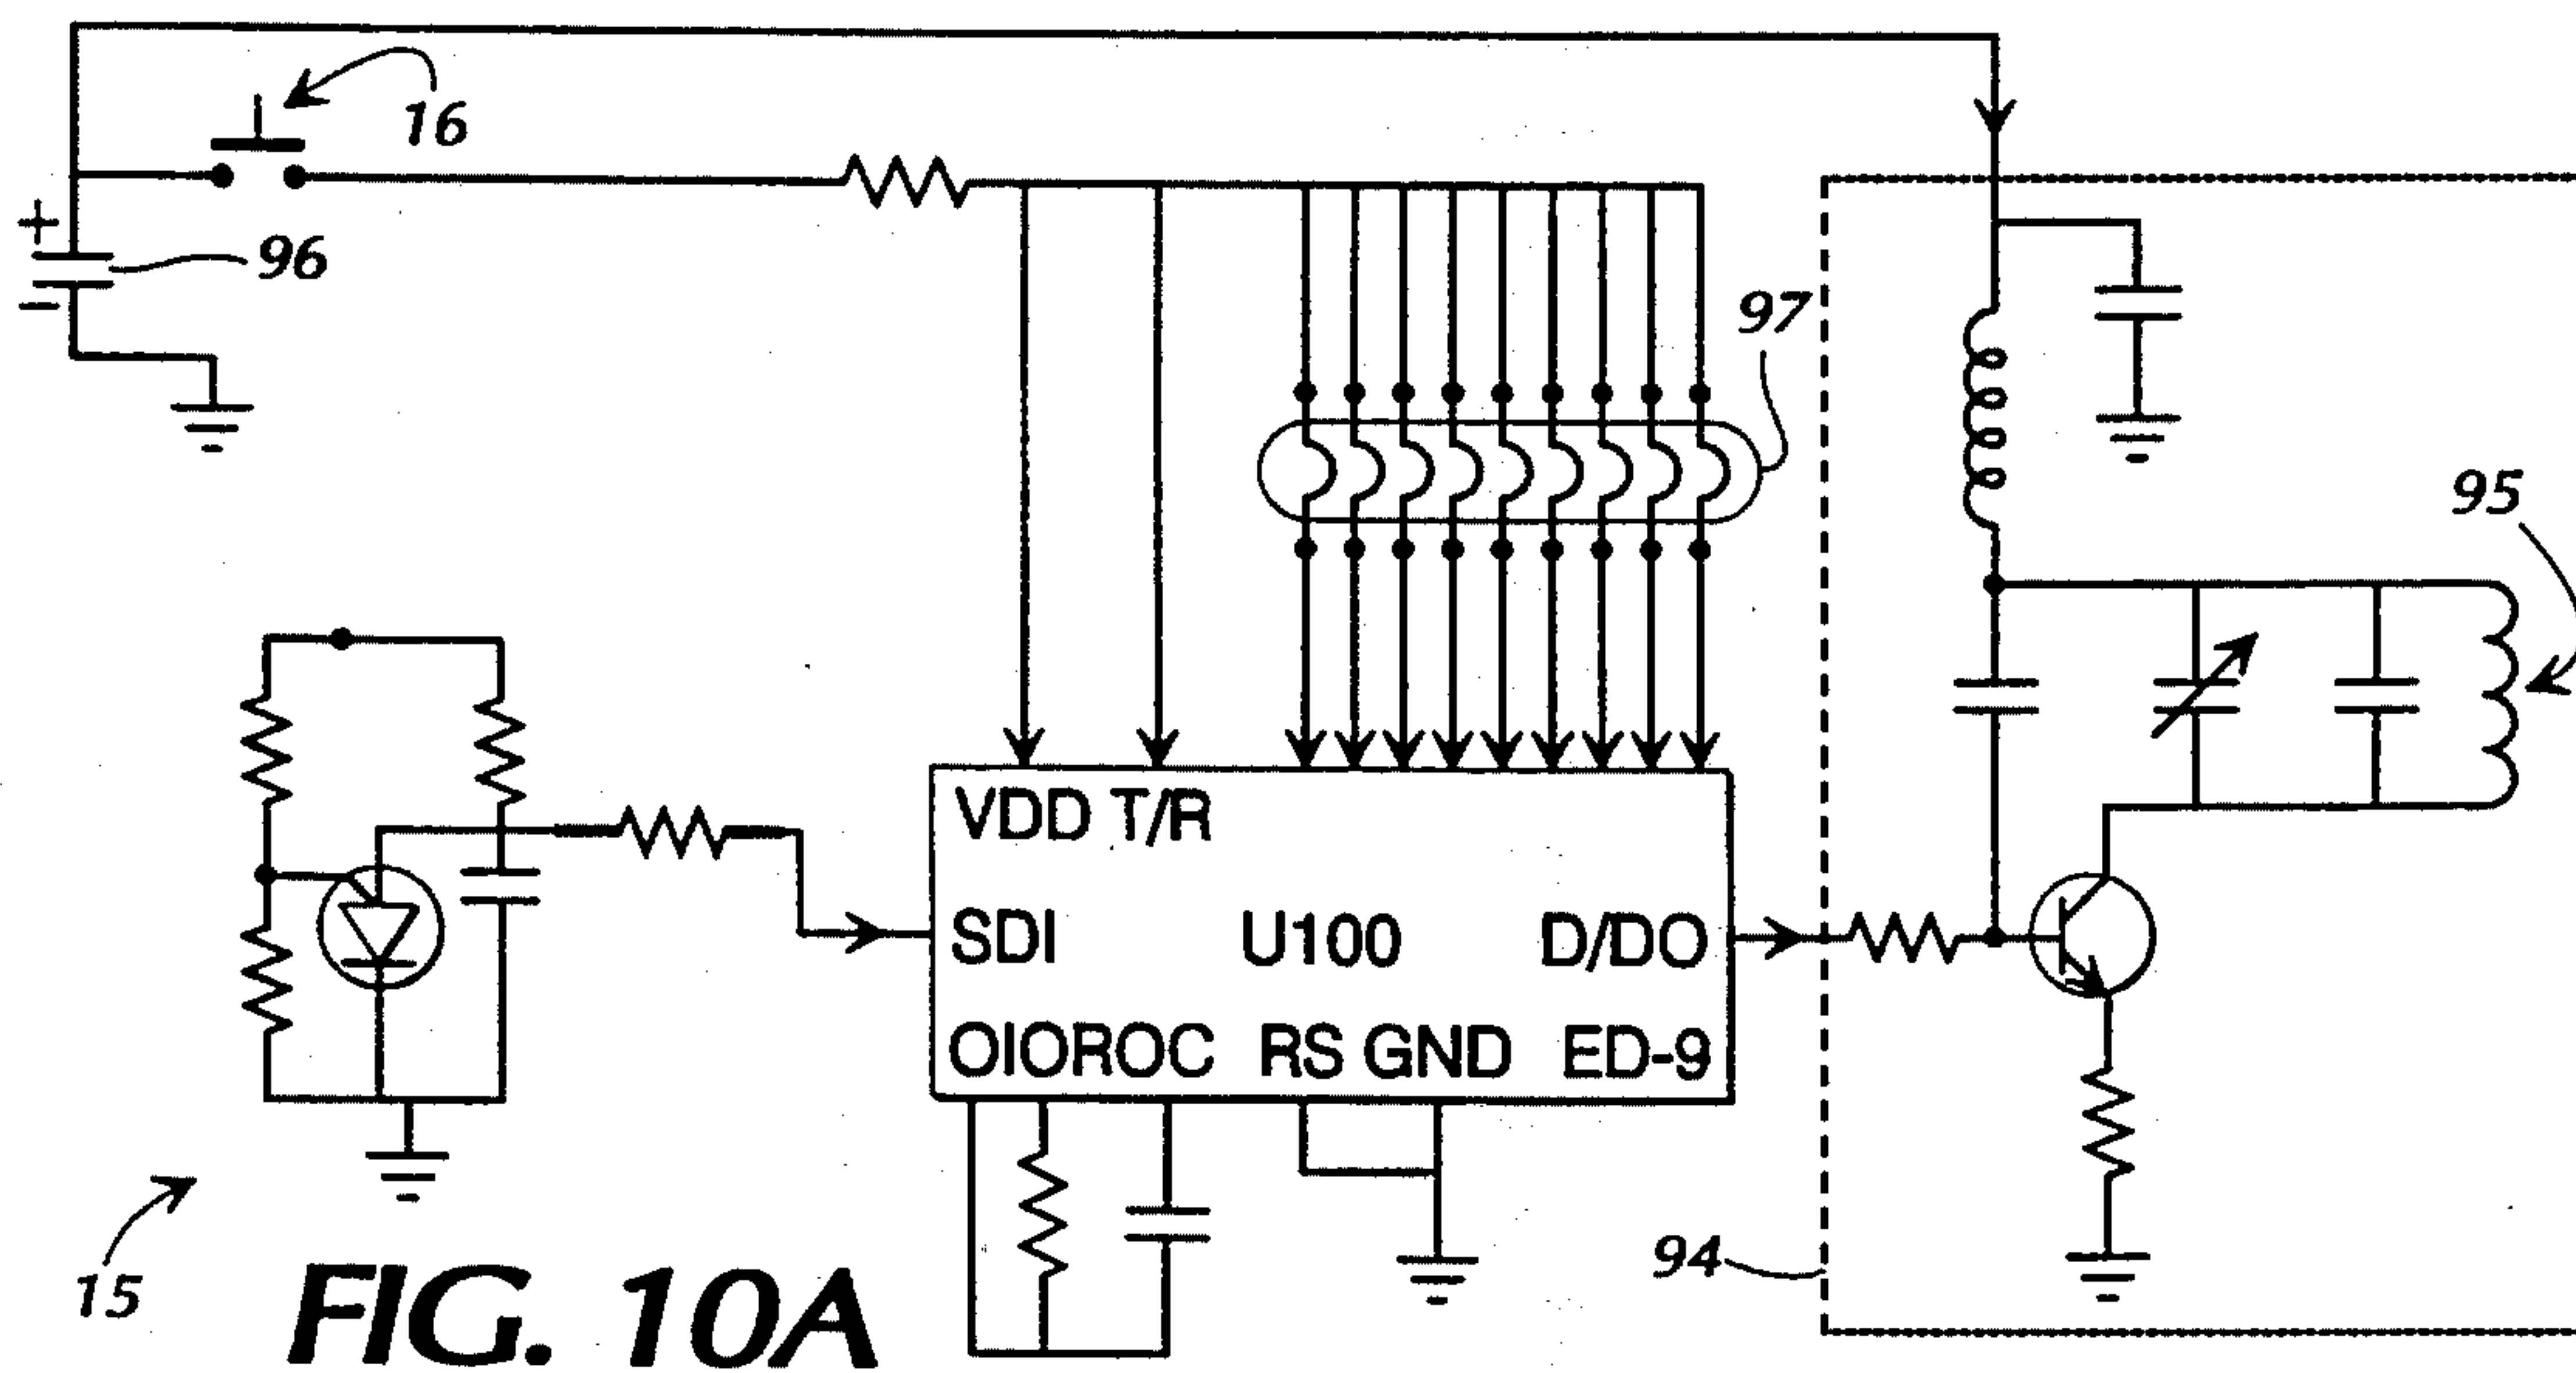 16
+
96
-
97
95
VDD T/R
SDI U100 D/DO
OIOROC RS GND ED-9
94
15
FIG. 10A